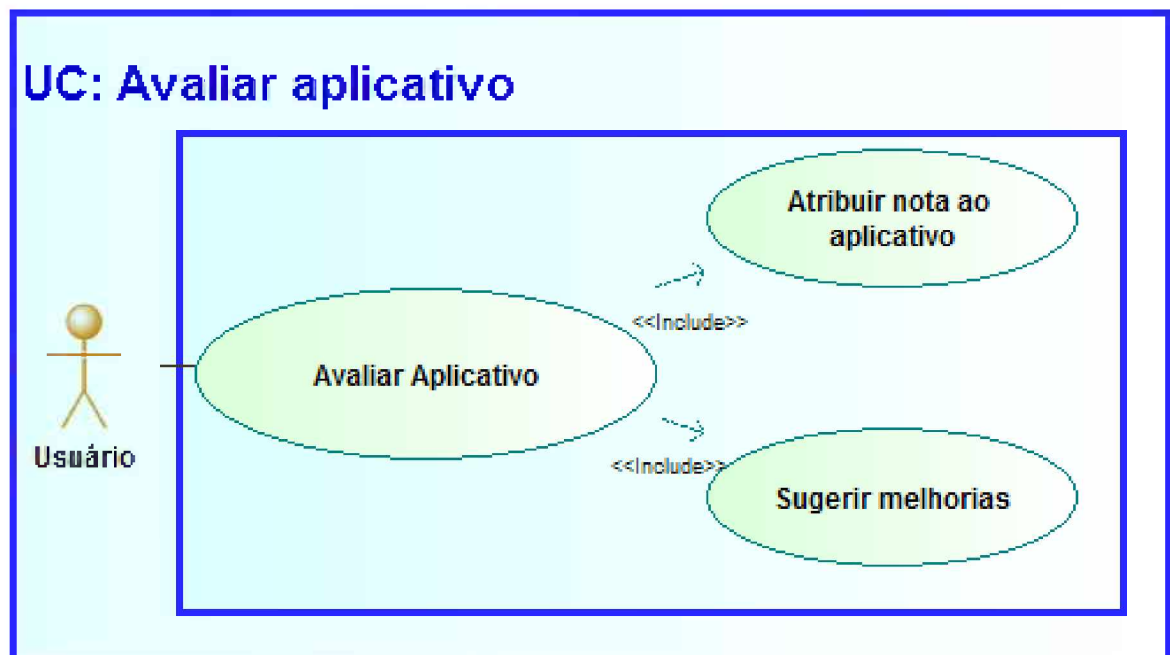 UC: Avaliar aplicativo
Atribuir nota ao
aplicativo
<<Include>>
Avaliar Aplicativo
Usuário
<<Include>>
Sugerir melhorias